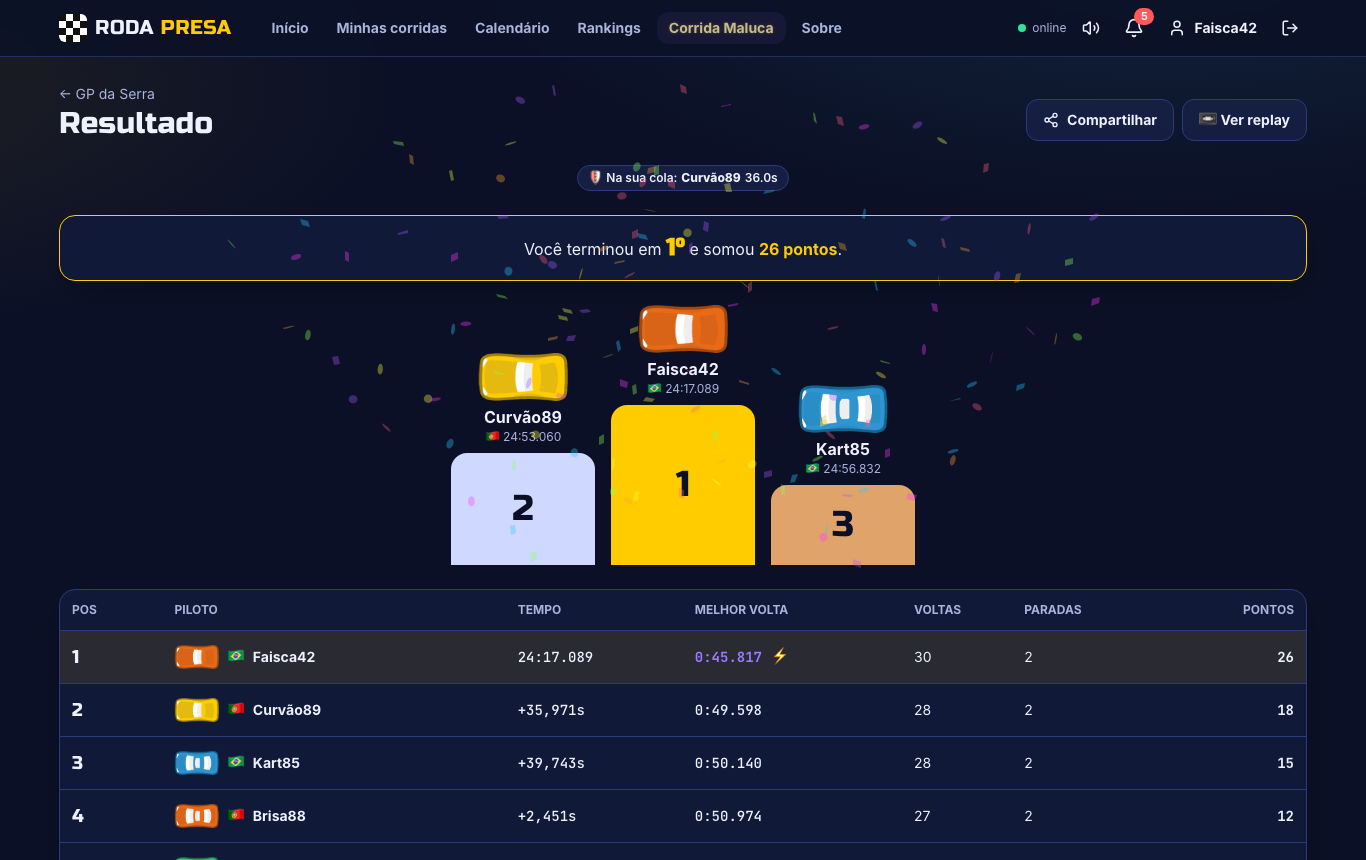 RODA PRESA
Início
Minhas corridas
Calendário
Rankings
Corrida Maluca
Sobre
online
5
Faisca42
← GP da Serra
Resultado
Compartilhar
Ver replay
Na sua cola: Curvão89 36.0s
Você terminou em 1º e somou 26 pontos.
Faisca42
24:17.089
Curvão89
24:53.060
Kart85
24:56.832
1
2
3
POS PILOTO TEMPO MELHOR VOLTA VOLTAS PARADAS PONTOS
1 Faisca42 24:17.089 0:45.817 ⚡ 30 2 26
2 Curvão89 +35,971s 0:49.598 28 2 18
3 Kart85 +39,743s 0:50.140 28 2 15
4 Brisa88 +2,451s 0:50.974 27 2 12